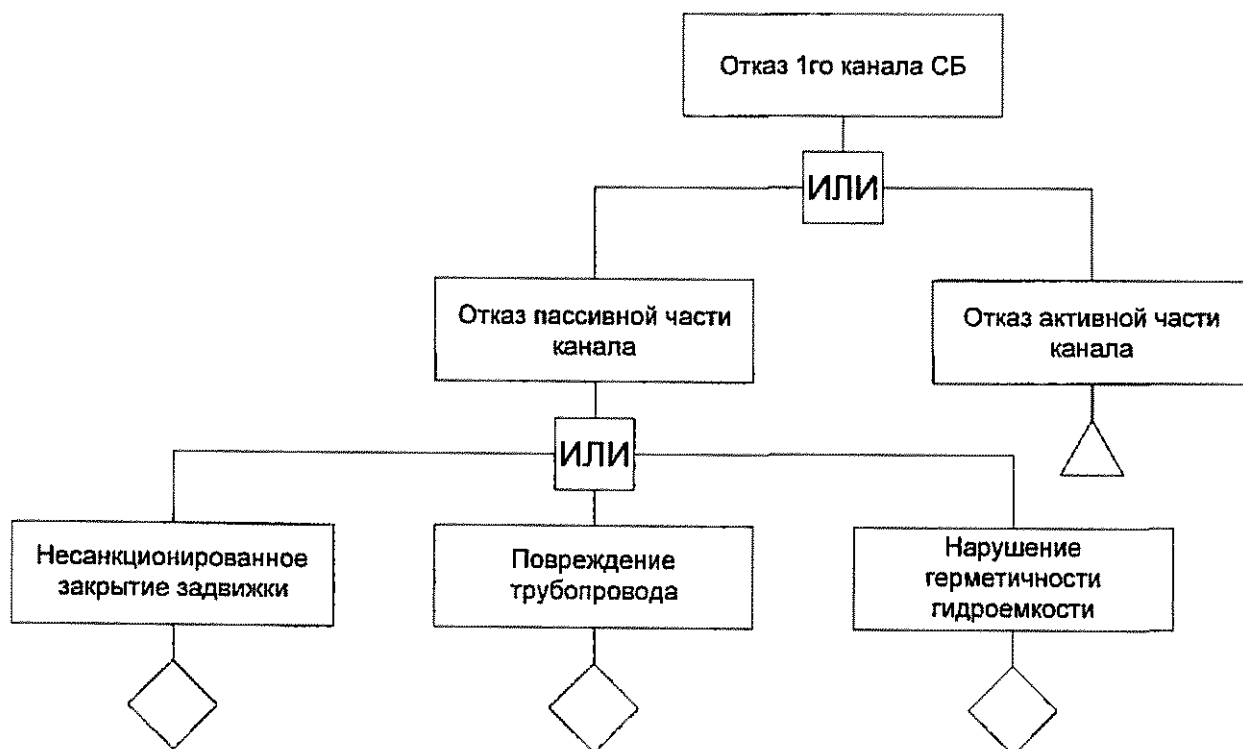 Отказ 1го канала СБ
ИЛИ
Отказ пассивной части
канала
Отказ активной части
канала
ИЛИ
Несанкционированное
закрытие задвижки
Повреждение
трубопровода
Нарушение
герметичности
гидроемкости